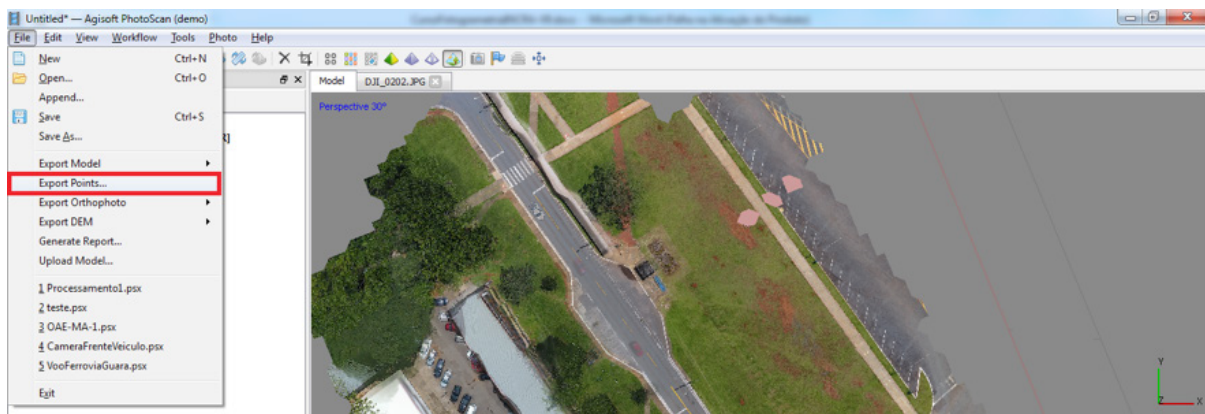 Untitled* — Agisoft PhotoScan (demo)
File Edit View Workflow Tools Photo Help
New Ctrl+N
Open... Ctrl+O
Append...
Save Ctrl+S
Save As...
Export Model
Export Points...
Export Orthophoto
Export DEM
Generate Report...
Upload Model...
1 Processamento1.psx
2 teste.psx
3 OAE-MA-1.psx
4 CameraFrenteVeiculo.psx
5 VooFerroviaGuara.psx
Exit
Model DJI_0202.JPG
Perspective 30°
Y
Z X